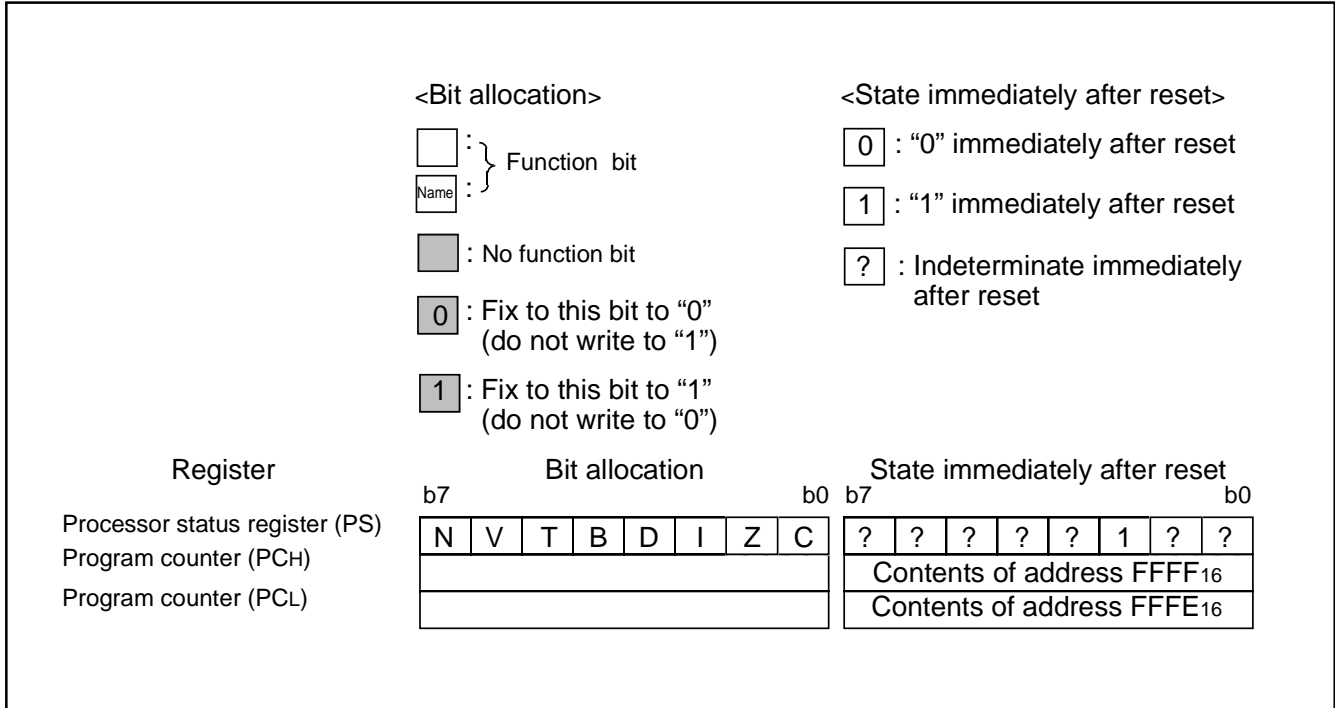 <Bit allocation>
<State immediately after reset>
:
Function bit
Name :
: No function bit
0 : Fix to this bit to “0”
(do not write to “1”)
1 : Fix to this bit to “1”
(do not write to “0”)
0 : “0” immediately after reset
1 : “1” immediately after reset
? : Indeterminate immediately
after reset
Register Bit allocation State immediately after reset
b7 b0 b7 b0
Processor status register (PS) N V T B D I Z C ? ? ? ? ? 1 ? ?
Program counter (PCH) Contents of address FFFF16
Program counter (PCL) Contents of address FFFE16